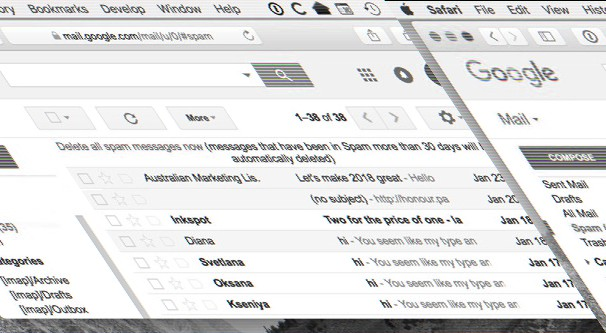 ory Bookmarks Develop Window Help
Safari File Edit View Hist
mail.google.com/mail/u/0/#spam
Google
More
1–38 of 38
Mail
COMPOSE
Delete all spam messages now (messages that have been in Spam more than 30 days will
automatically deleted)
Australian Marketing Lis. Let's make 2018 great. - Hello Jan 23
(no subject) - http://honour.pa Jan 20
Inkspot Two for the price of one - Ia Jan 18
Diana hi - You seem like my type an Jan 18
Svetlana hi - You seem like my type an Jan 17
Oksana hi - You seem like my type an Jan 17
Kseniya hi - You seem like my type an Jan 17
(35)
ategories
[Imap]/Archive
[Imap]/Drafts
[Imap]/Outbox
Sent Mail
Drafts
All Mail
Spam (
Trash
Ca